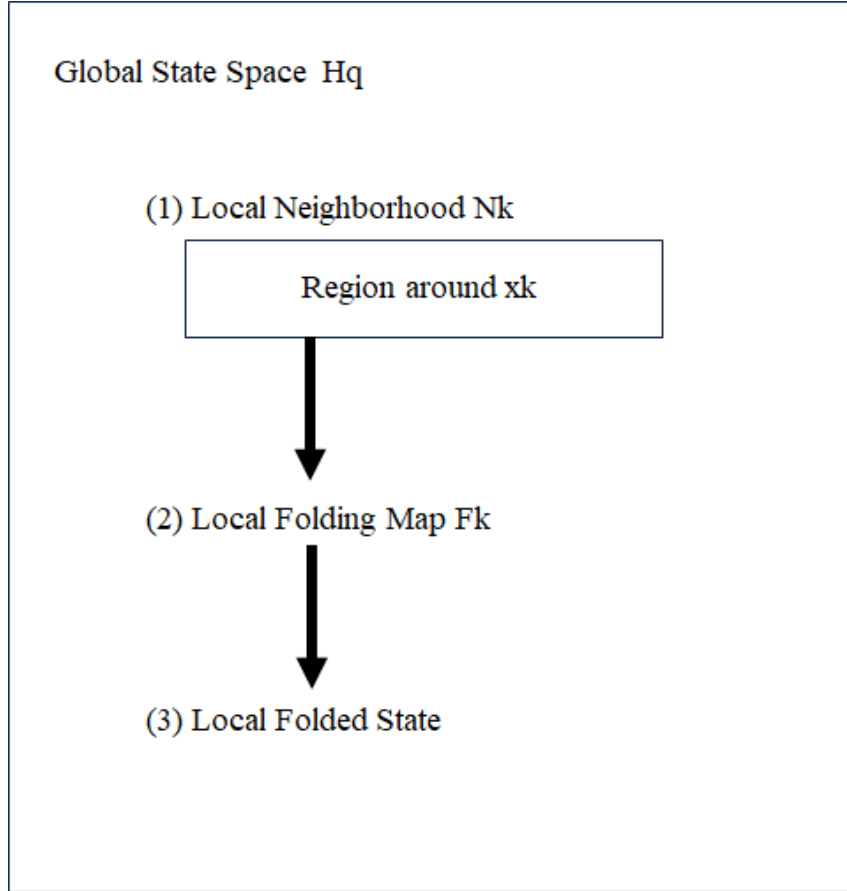 Global State Space Hq
(1) Local Neighborhood Nk
Region around xk
(2) Local Folding Map Fk
(3) Local Folded State